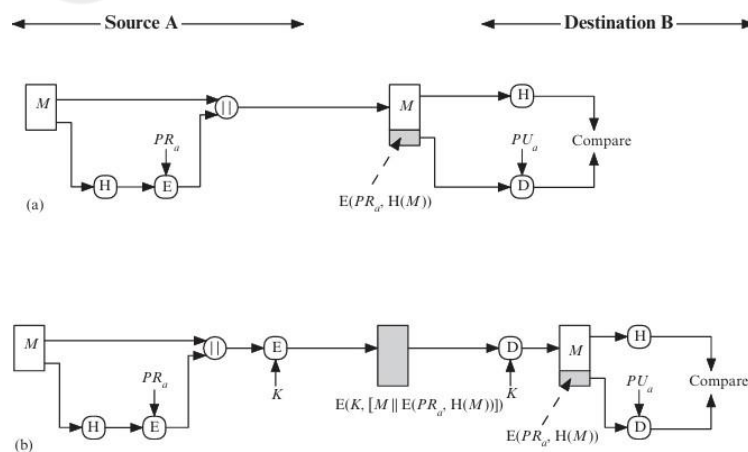 Source A
Destination B
M
||
M
H
PR_a
PU_a
Compare
H
E
D
E(PR_a, H(M))
(a)
M
||
E
D
M
H
PR_a
K
E(K, [M || E(PR_a, H(M))])
K
PU_a
Compare
H
E
E(PR_a, H(M))
D
(b)